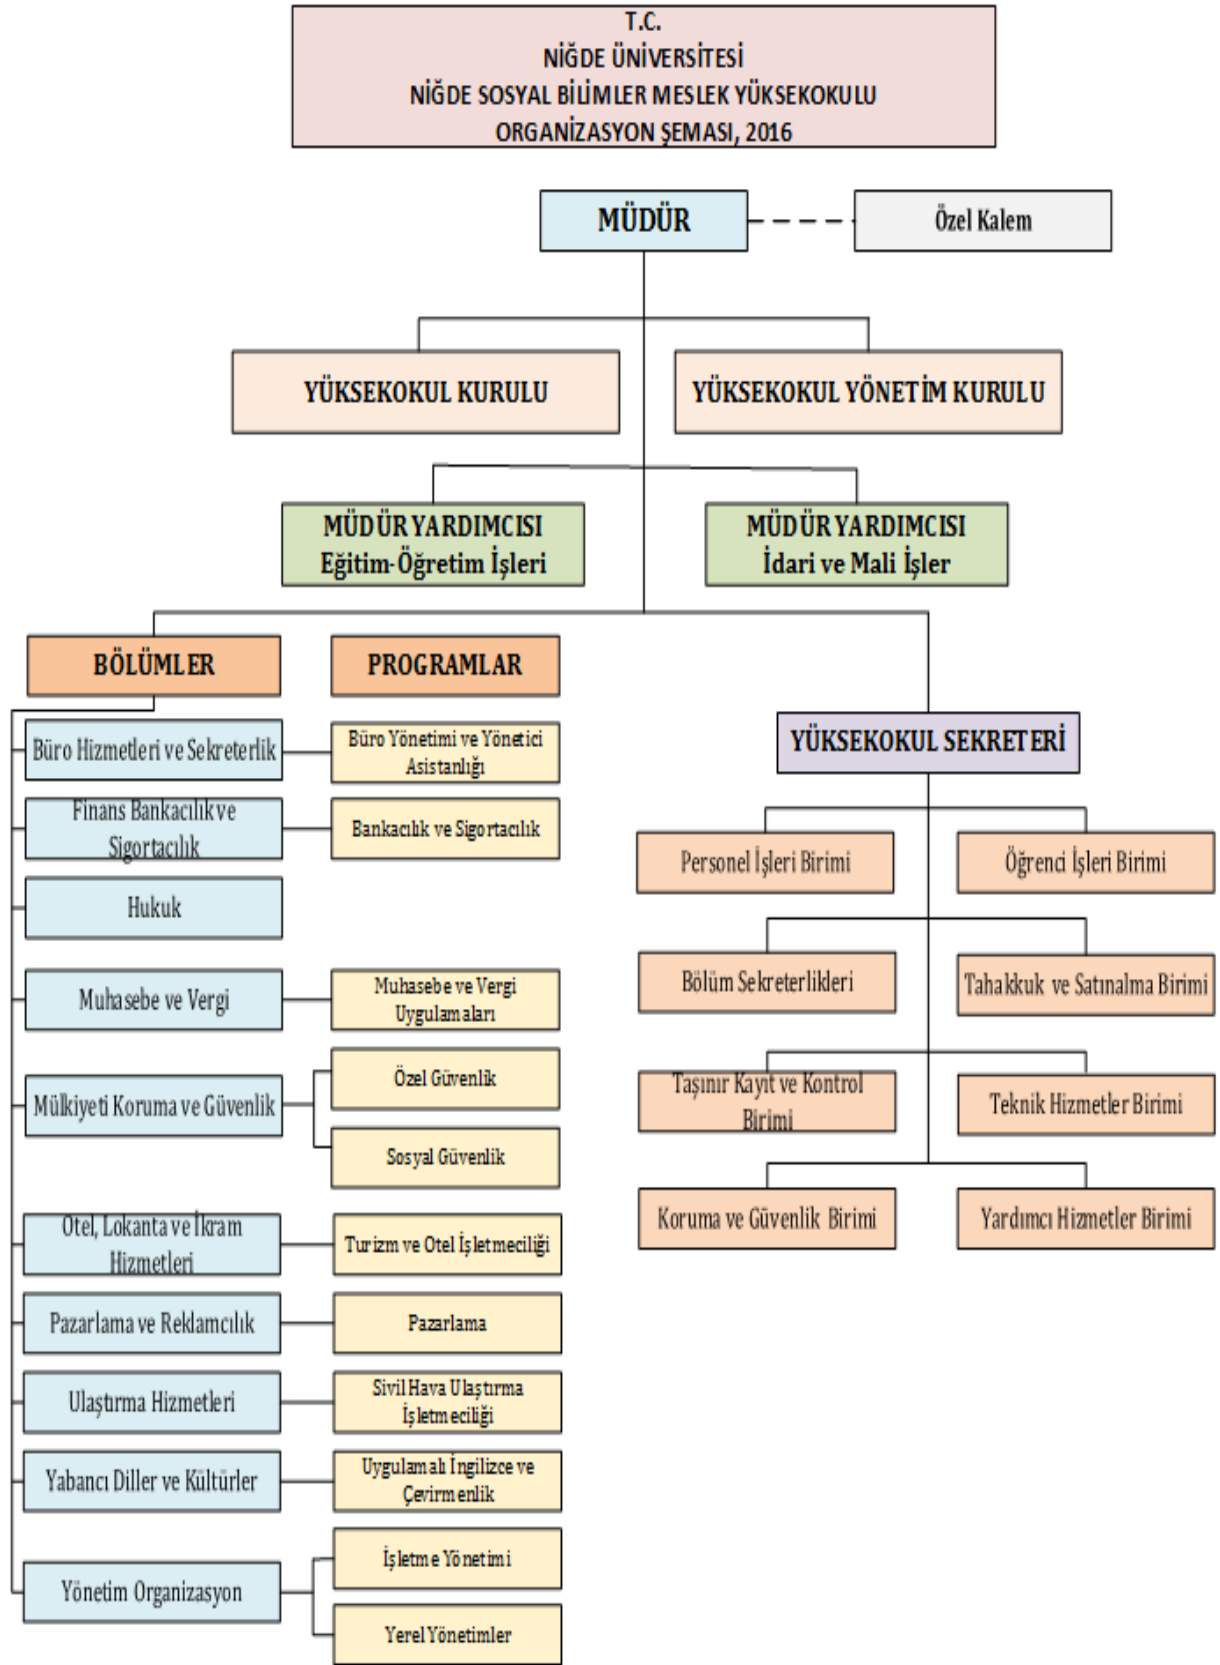 T.C.
NİĞDE ÜNİVERSİTESİ
NİĞDE SOSYAL BİLİMLER MESLEK YÜKSEKOKULU
ORGANİZASYON ŞEMASI, 2016
MÜDÜR
Özel Kalem
YÜKSEKOKUL KURULU
YÜKSEKOKUL YÖNETİM KURULU
MÜDÜR YARDIMCISI
Eğitim-Öğretim İşleri
MÜDÜR YARDIMCISI
İdari ve Mali İşler
BÖLÜMLER
PROGRAMLAR
Büro Hizmetleri ve Sekreterlik
Büro Yönetimi ve Yönetici
Asistanlığı
Finans Bankacılık ve
Sigortacılık
Bankacılık ve Sigortacılık
Hukuk
Muhasebe ve Vergi
Muhasebe ve Vergi
Uygulamaları
Mülkiyeti Koruma ve Güvenlik
Özel Güvenlik
Sosyal Güvenlik
Otel, Lokanta ve İkram
Hizmetleri
Turizm ve Otel İşletmeciliği
Pazarlama ve Reklamcılık
Pazarlama
Ulaştırma Hizmetleri
Sivil Hava Ulaştırma
İşletmeciliği
Yabancı Diller ve Kültürler
Uygulamalı İngilizce ve
Çevirmenlik
Yönetim Organizasyon
İşletme Yönetimi
Yerel Yönetimler
YÜKSEKOKUL SEKRETERİ
Personel İşleri Birimi
Öğrenci İşleri Birimi
Bölüm Sekreterlikleri
Tahakkuk ve Satınalma Birimi
Taşınır Kayıt ve Kontrol
Birimi
Teknik Hizmetler Birimi
Koruma ve Güvenlik Birimi
Yardımcı Hizmetler Birimi